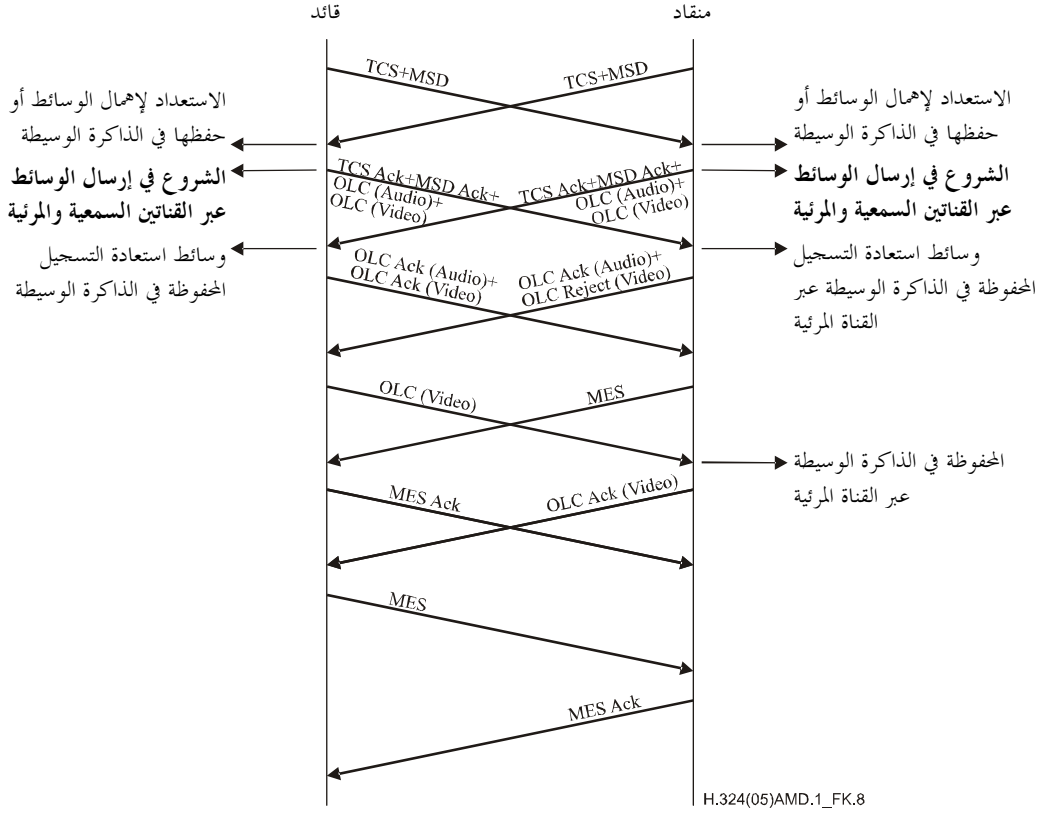 قائد
منقاد
TCS+MSD
TCS+MSD
الاستعداد لإهمال الوسائط أو
حفظها في الذاكرة الوسيطة
الاستعداد لإهمال الوسائط أو
حفظها في الذاكرة الوسيطة
الشروع في إرسال الوسائط
عبر القناتين السمعية والمرئية
TCS Ack+MSD Ack+
OLC (Audio)+
OLC (Video)
TCS Ack+MSD Ack+
OLC (Audio)+
OLC (Video)
الشروع في إرسال الوسائط
عبر القناتين السمعية والمرئية
وسائط استعادة التسجيل
المحفوظة في الذاكرة الوسيطة
OLC Ack (Audio)+
OLC Ack (Video)
OLC Ack (Audio)+
OLC Reject (Video)
وسائط استعادة التسجيل
المحفوظة في الذاكرة الوسيطة عبر
القناة المرئية
OLC (Video)
MES
المحفوظة في الذاكرة الوسيطة
عبر القناة المرئية
MES Ack
OLC Ack (Video)
MES
MES Ack
H.324(05)AMD.1_FK.8